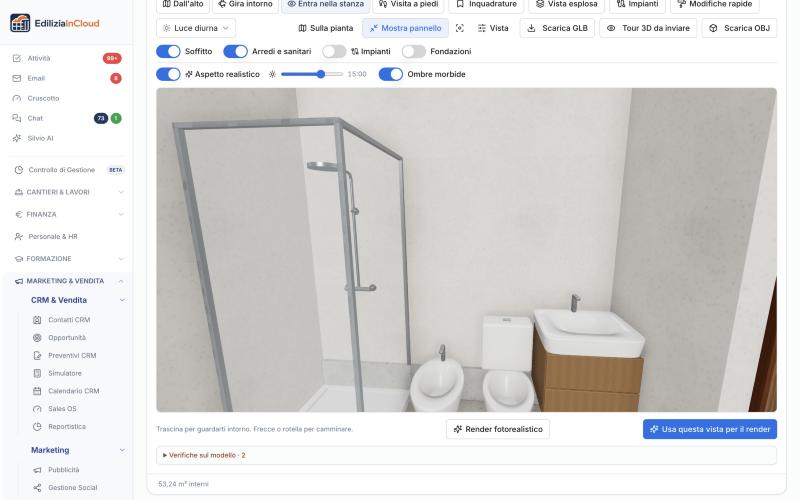 Dall'alto Gira intorno Entra nella stanza Visita a piedi Inquadrature Vista esplosa Impianti Modifiche rapide
EdiliziaInCloud
Luce diurna Sulla pianta Mostra pannello Vista Scarica GLB Tour 3D da inviare Scarica OBJ
Soffitto Arredi e sanitari Impianti Fondazioni
Aspetto realistico 15:00 Ombre morbide
Attività 99+
Email 8
Cruscotto
Chat 73 1
Silvio AI
Controllo di Gestione BETA
CANTIERI & LAVORI
FINANZA
Personale & HR
FORMAZIONE
MARKETING & VENDITA
CRM & Vendita
Contatti CRM
Opportunità
Preventivi CRM
Simulatore
Calendario CRM
Sales OS
Reportistica
Marketing
Pubblicità
Gestione Social
Trascina per guardarti intorno. Frecce o rotella per camminare. Render fotorealistico Usa questa vista per il render
Verifiche sul modello · 2
53,24 m² interni